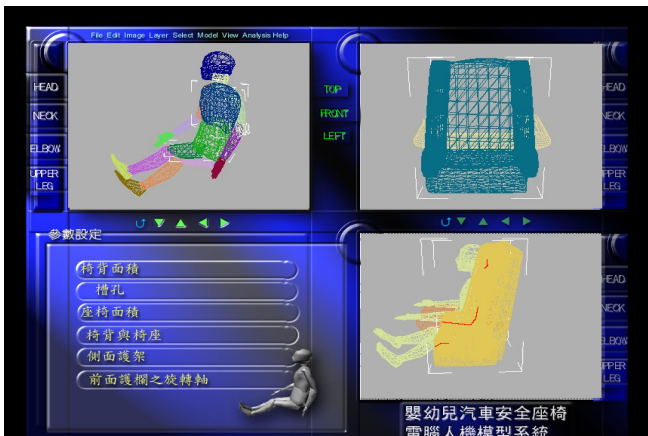 File Edit Image Layer Select Model View Analysis Help
HEAD
NECK
ELBOW
UPPER
LEG
TOP
FRONT
LEFT
ELBOW
UPPER
LEG
參數設定
椅背面積
槽孔
座椅面積
椅背與椅座
側面護架
前面護欄之旋轉軸
HEAD
NECK
ELBOW
UPPER
LEG
嬰幼兒汽車安全座椅
電腦人機模型系統